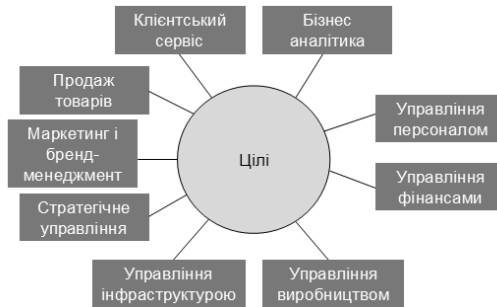 Клієнтський
сервіс
Бізнес
аналітика
Продаж
товарів
Управління
персоналом
Маркетинг і
бренд-
менеджмент
Цілі
Управління
фінансами
Стратегічне
управління
Управління
інфраструктурою
Управління
виробництвом